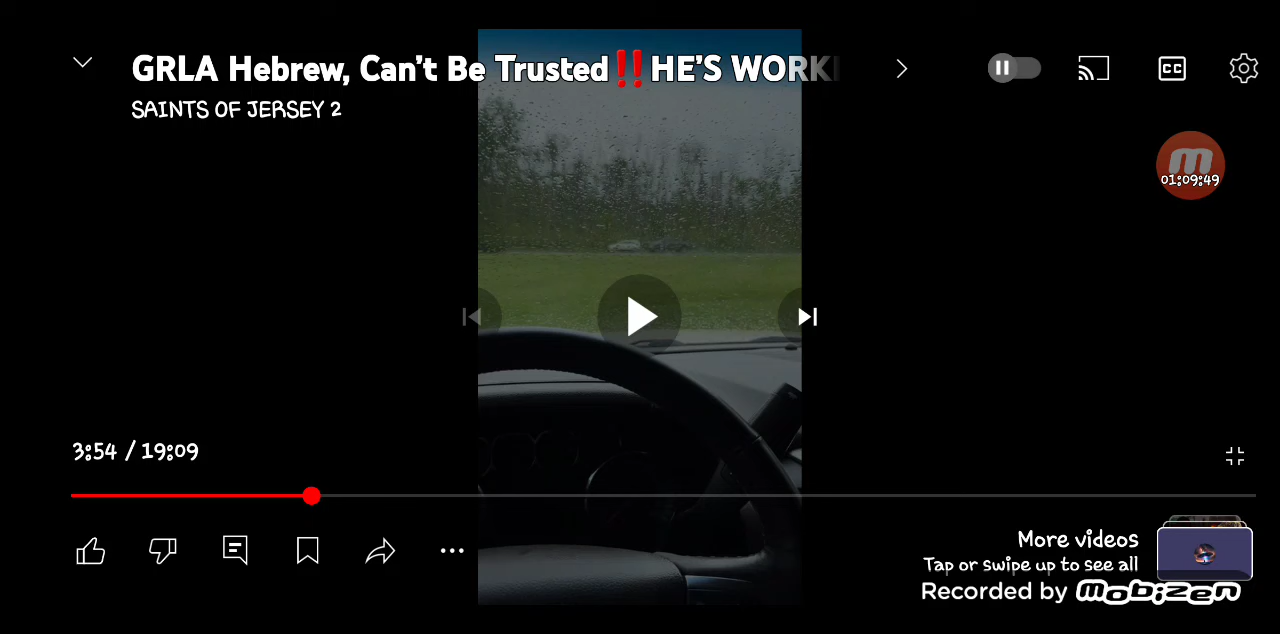 GRLA Hebrew, Can't Be Trusted‼️HE'S WORK
SAINTS OF JERSEY 2
CC
01:09:49
3:54 / 19:09
More videos
Tap or swipe up to see all
Recorded by Mobizen